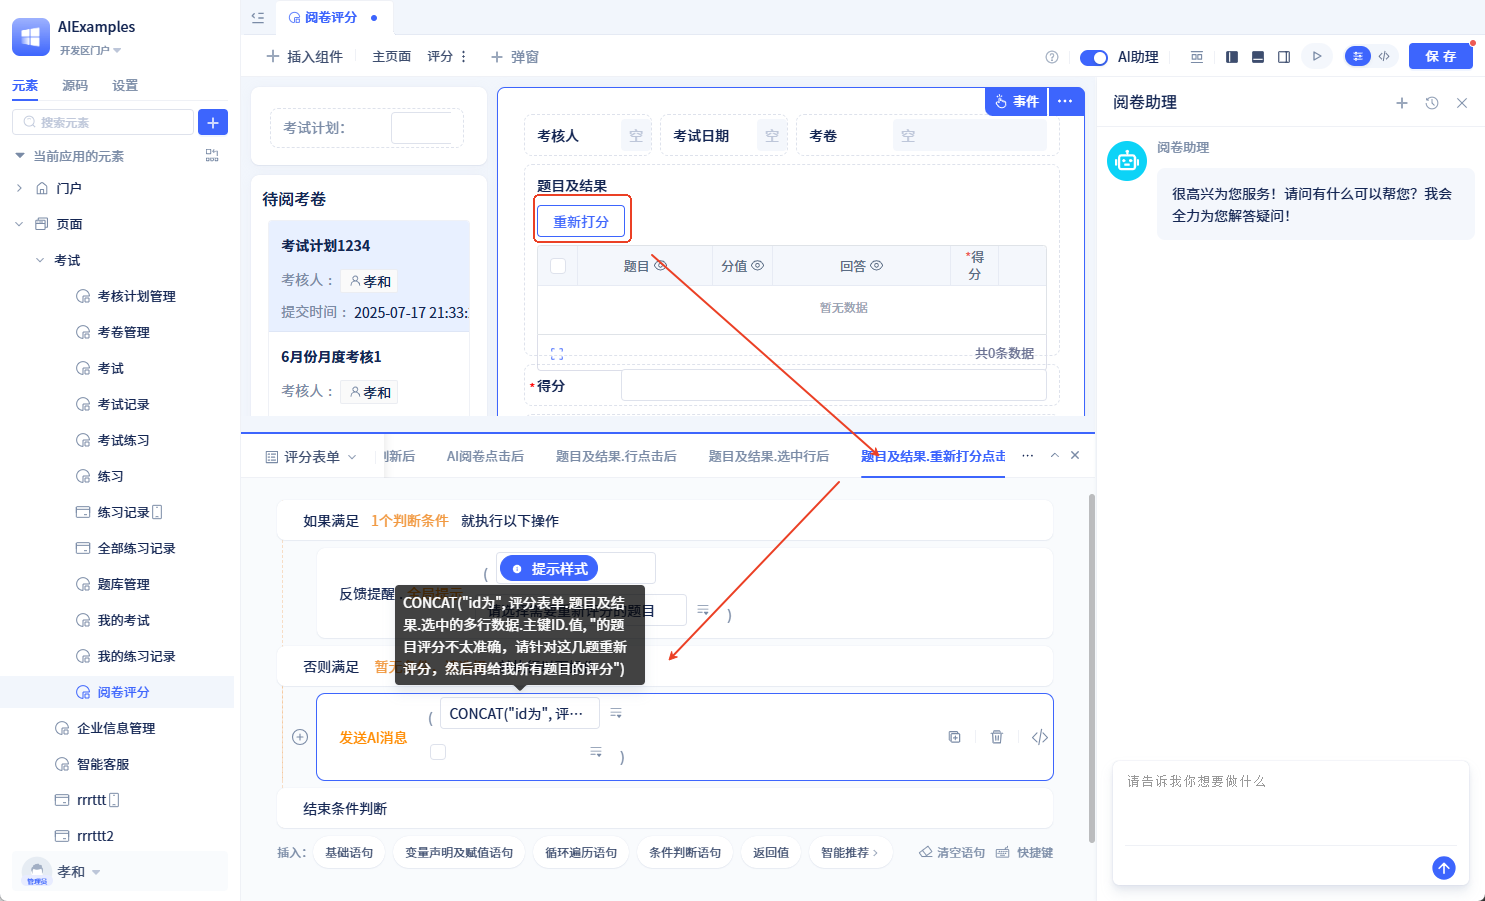 AIExamples
开发区门户
元素 源码 设置
搜索元素
当前应用的元素
门户
页面
考试
考核计划管理
考卷管理
考试
考试记录
考试练习
练习
练习记录
全部练习记录
题库管理
我的考试
我的练习记录
阅卷评分
企业信息管理
智能客服
rrrttt
rrrttt2
管理员
孝和
阅卷评分
插入组件 主页面 评分 弹窗
AI助理
保 存
考试计划：
待阅考卷
考试计划1234
考核人： 孝和
提交时间： 2025-07-17 21:33:
6月份月度考核1
考核人： 孝和
事件
考核人 空 考试日期 空 考卷 空
题目及结果
重新打分
题目 分值 回答 *得分
暂无数据
共0条数据
*得分
评分表单 新后 AI阅卷点击后 题目及结果.行点击后 题目及结果.选中行后 题目及结果.重新打分点击
如果满足 1个判断条件 就执行以下操作
( 提示样式
反馈提醒
题目 )
CONCAT("id为", 评分表单.题目及结
果.选中的多行数据.主键ID.值, "的题
目评分不太准确，请针对这几题重新
评分，然后再给我所有题目的评分")
否则满足 暂无
( CONCAT("id为", 评…
发送AI消息
)
结束条件判断
插入： 基础语句 变量声明及赋值语句 循环遍历语句 条件判断语句 返回值 智能推荐 清空语句 快捷键
阅卷助理
阅卷助理
很高兴为您服务！请问有什么可以帮您？我会
全力为您解答疑问！
请告诉我你想要做什么